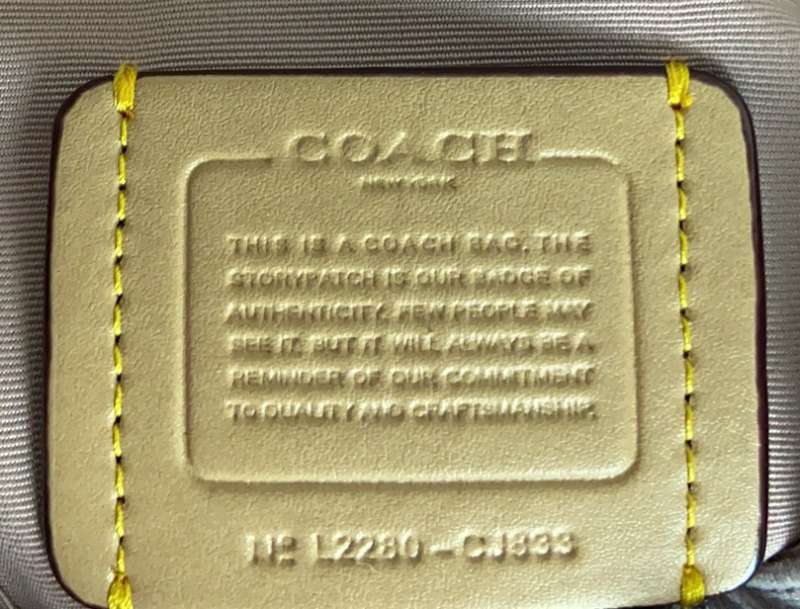 COACH
NEW YORK
THIS IS A COACH BAG. THE
STORYPATCH IS OUR BADGE OF
AUTHENTICITY. FEW PEOPLE MAY
SEE IT. BUT IT WILL ALWAYS BE A
REMINDER OF OUR COMMITMENT
TO QUALITY AND CRAFTSMANSHIP.
Nº L2280-CJ833